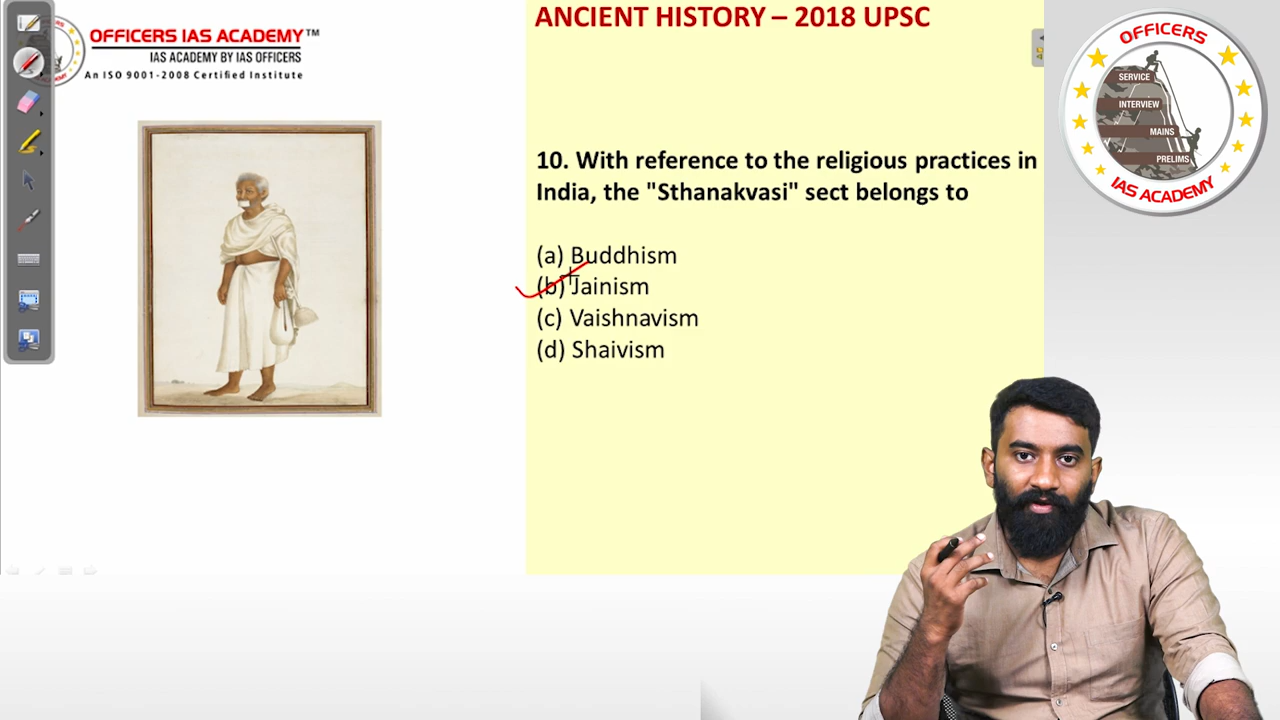 OFFICERS IAS ACADEMY™
IAS ACADEMY BY IAS OFFICERS
An ISO 9001-2008 Certified Institute
ANCIENT HISTORY – 2018 UPSC
10. With reference to the religious practices in
India, the "Sthanakvasi" sect belongs to
(a) Buddhism
(b) Jainism
(c) Vaishnavism
(d) Shaivism
OFFICERS
SERVICE
INTERVIEW
MAINS
PRELIMS
IAS ACADEMY